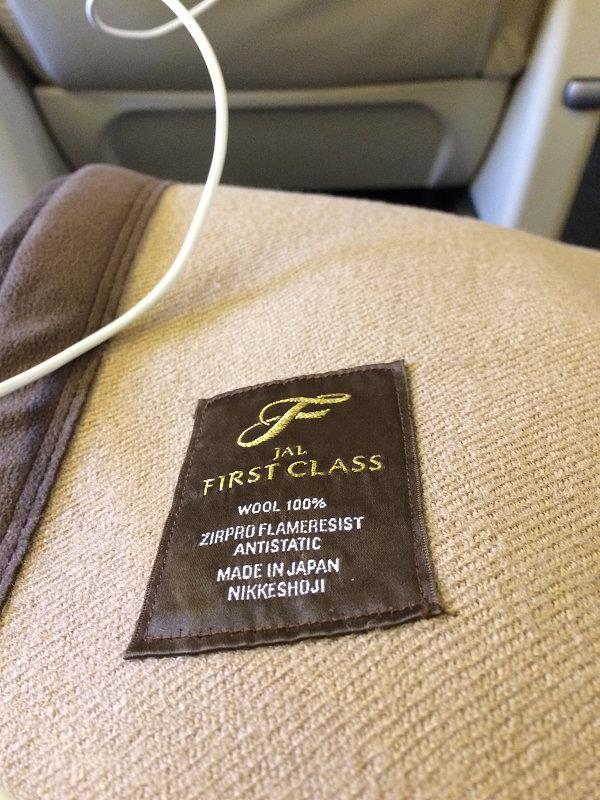 F
JAL
FIRST CLASS
WOOL 100%
ZIRPRO FLAMERESIST
ANTISTATIC
MADE IN JAPAN
NIKKESHOJI